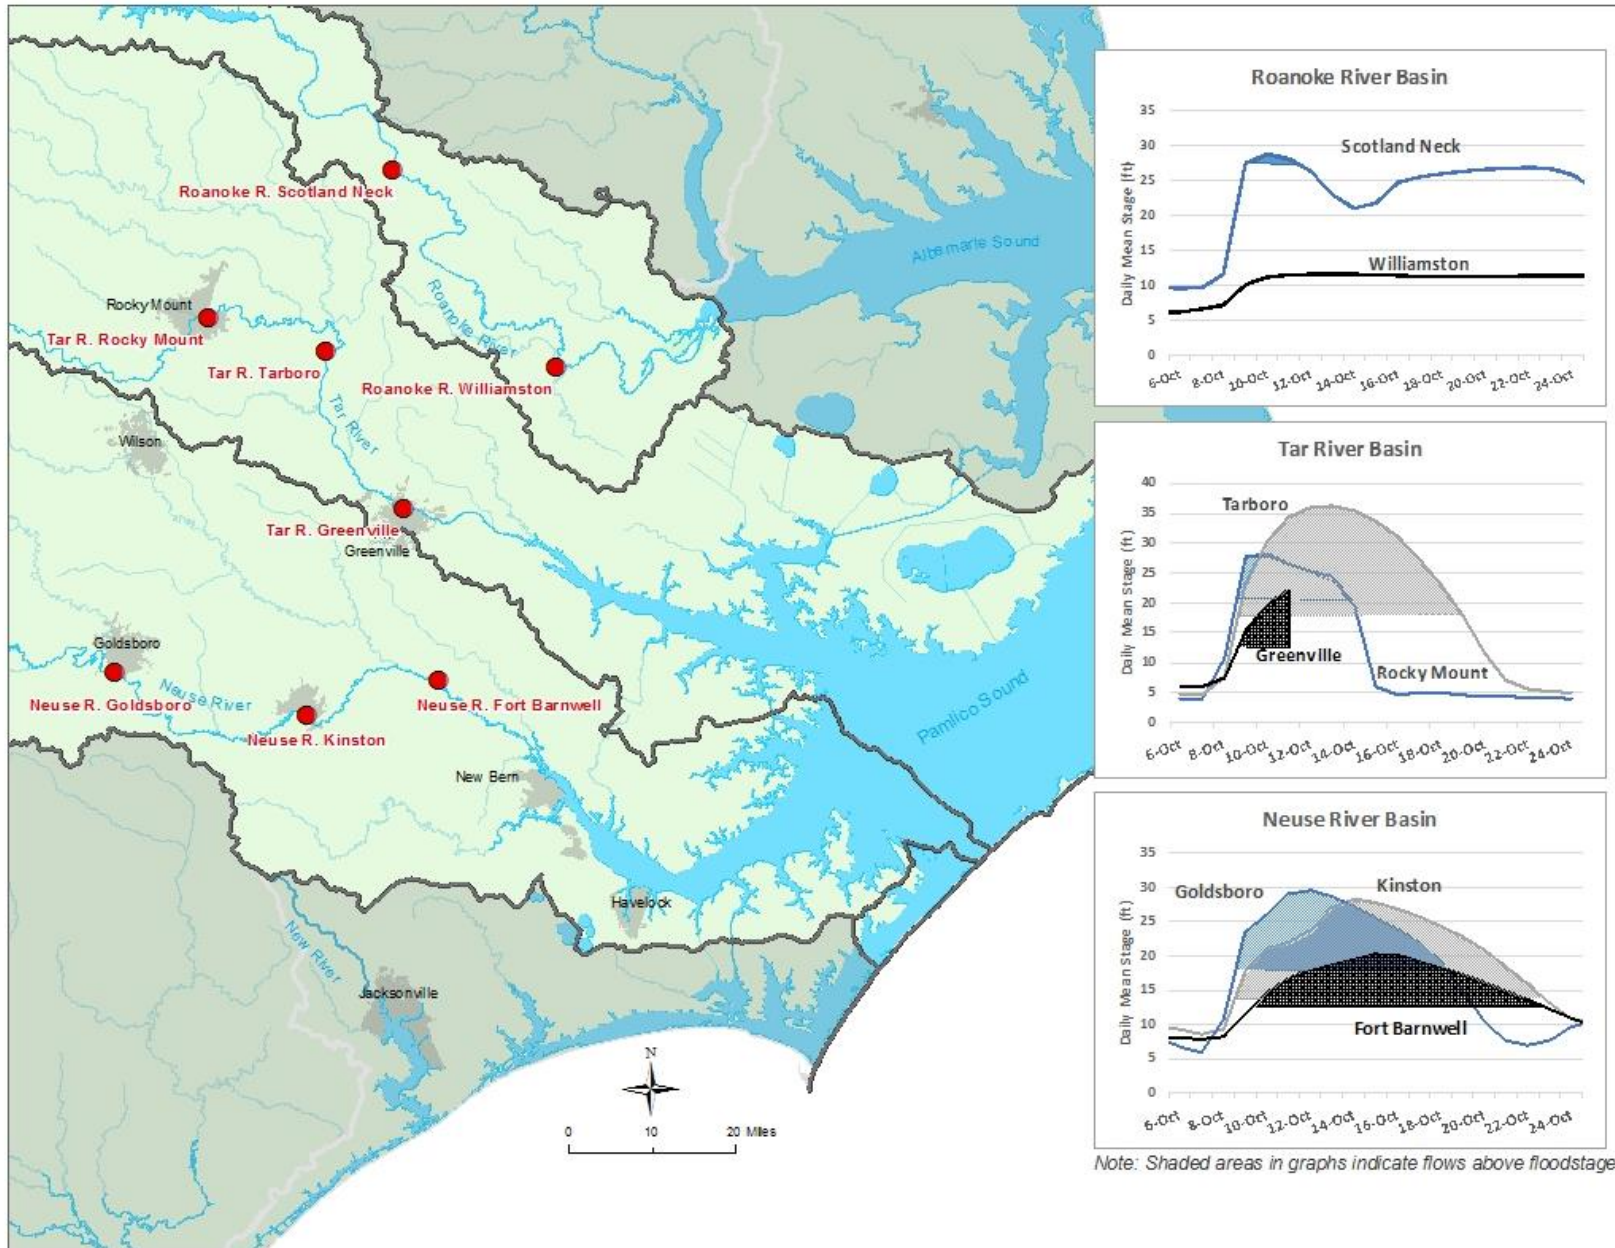 Roanoke R. Scotland Neck
Albemarle Sound
Rocky Mount
Tar R. Rocky Mount
Roanoke River
Tar R. Tarboro
Roanoke R. Williamston
Tar River
Wilson
Tar R. Greenville
Greenville
Goldsboro
Neuse River
Neuse R. Goldsboro
Neuse R. Fort Barnwell
Neuse R. Kinston
Pamlico Sound
New Bern
Havelock
New River
Jacksonville
N
0 10 20 Miles
Roanoke River Basin
Daily Mean Stage (ft)
35
30
25
20
15
10
5
0
Scotland Neck
Williamston
6-Oct 8-Oct 10-Oct 12-Oct 14-Oct 16-Oct 18-Oct 20-Oct 22-Oct 24-Oct
Tar River Basin
Daily Mean Stage (ft)
40
35
30
25
20
15
10
5
0
Tarboro
Greenville
Rocky Mount
6-Oct 8-Oct 10-Oct 12-Oct 14-Oct 16-Oct 18-Oct 20-Oct 22-Oct 24-Oct
Neuse River Basin
Daily Mean Stage (ft)
35
30
25
20
15
10
5
0
Goldsboro
Kinston
Fort Barnwell
6-Oct 8-Oct 10-Oct 12-Oct 14-Oct 16-Oct 18-Oct 20-Oct 22-Oct 24-Oct
Note: Shaded areas in graphs indicate flows above floodstage